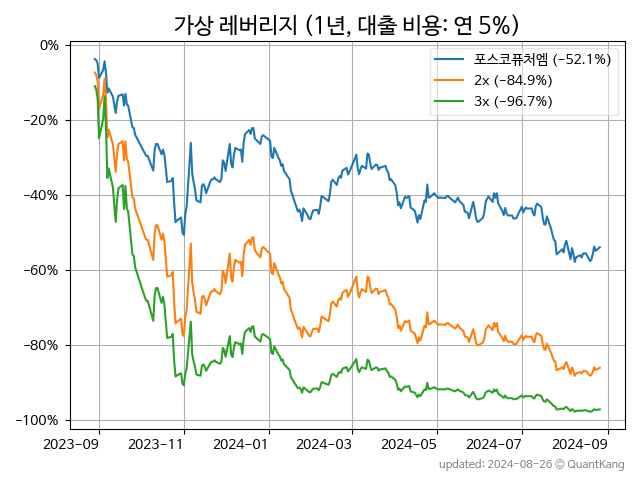 가상 레버리지 (1년, 대출 비용: 연 5%)
포스코퓨처엠 (−52.1%)
2x (−84.9%)
3x (−96.7%)
0%
−20%
−40%
−60%
−80%
−100%
2023-09 2023-11 2024-01 2024-03 2024-05 2024-07 2024-09
updated: 2024-08-26 © QuantKang